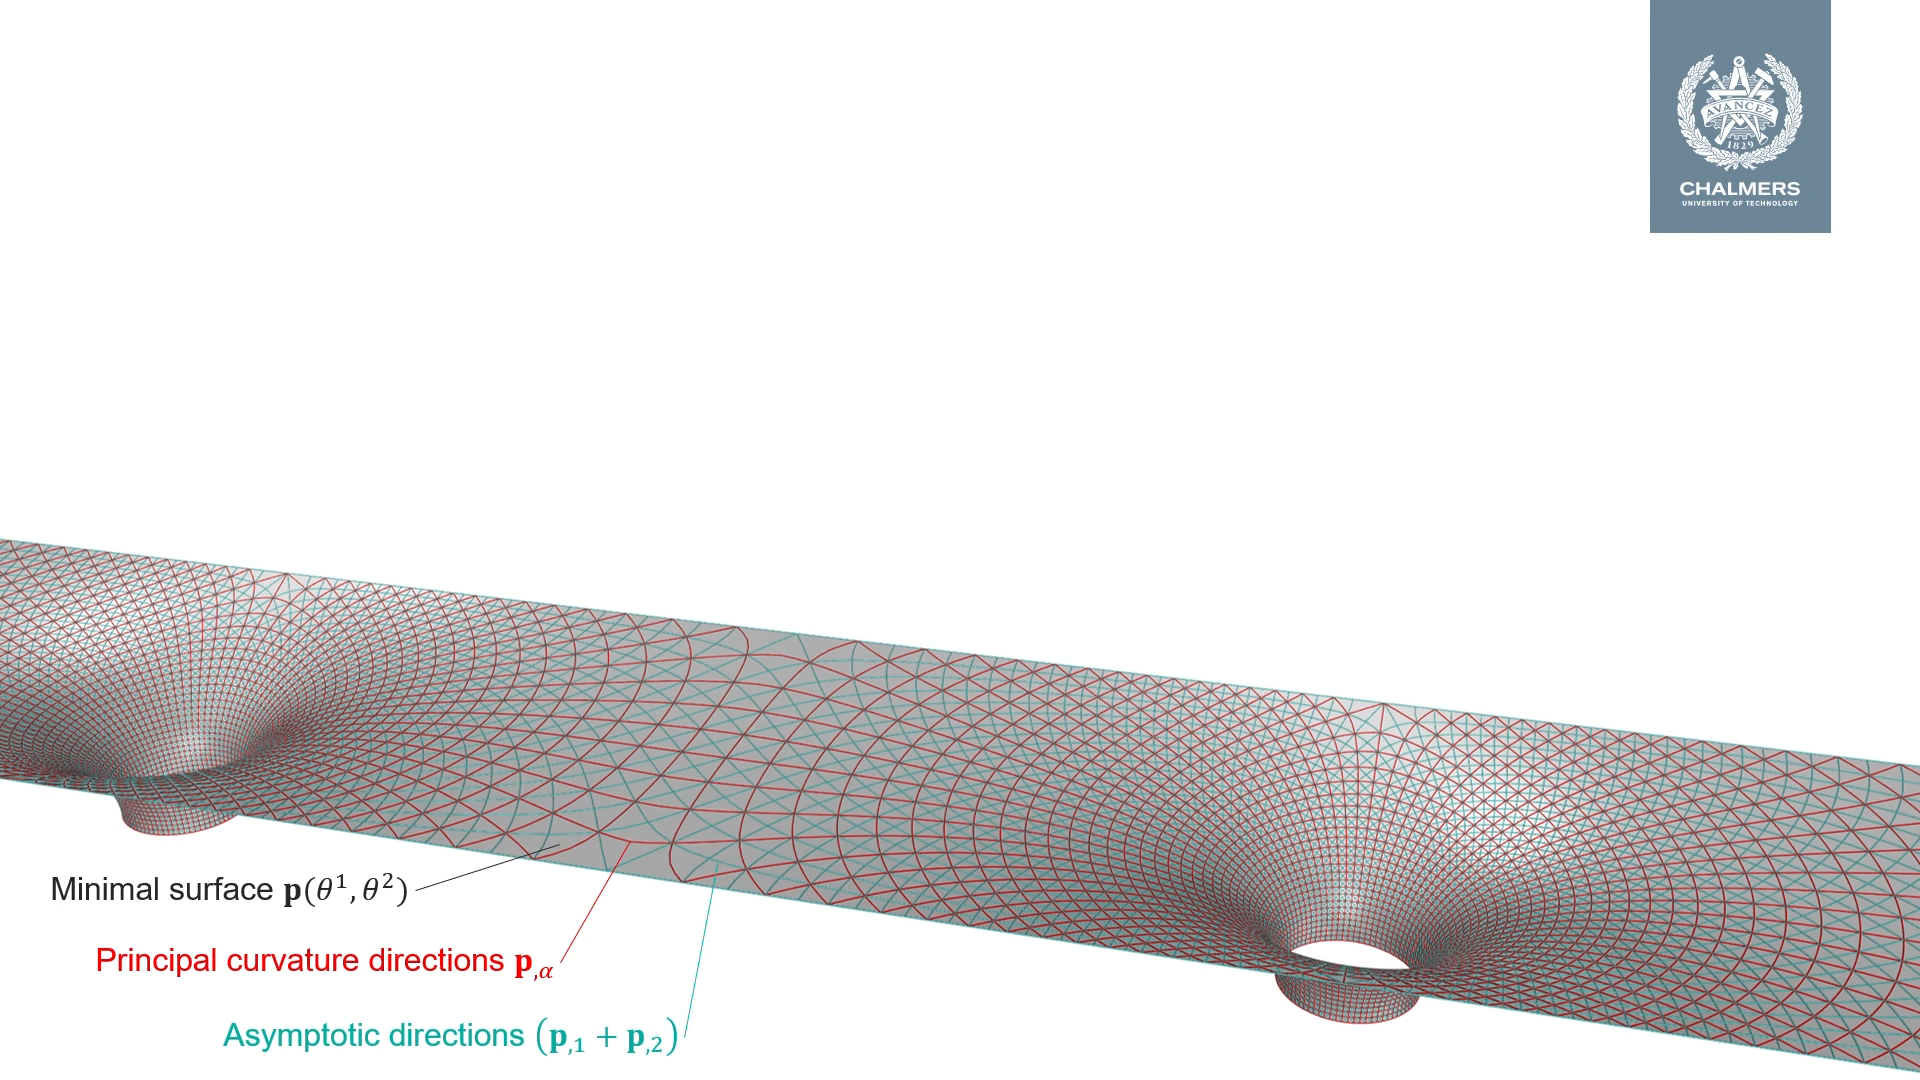 AVANCEZ
1829
CHALMERS
UNIVERSITY OF TECHNOLOGY
Minimal surface 𝐩(𝜃¹, 𝜃²)
Principal curvature directions 𝐩,𝛼
Asymptotic directions (𝐩,₁ + 𝐩,₂)